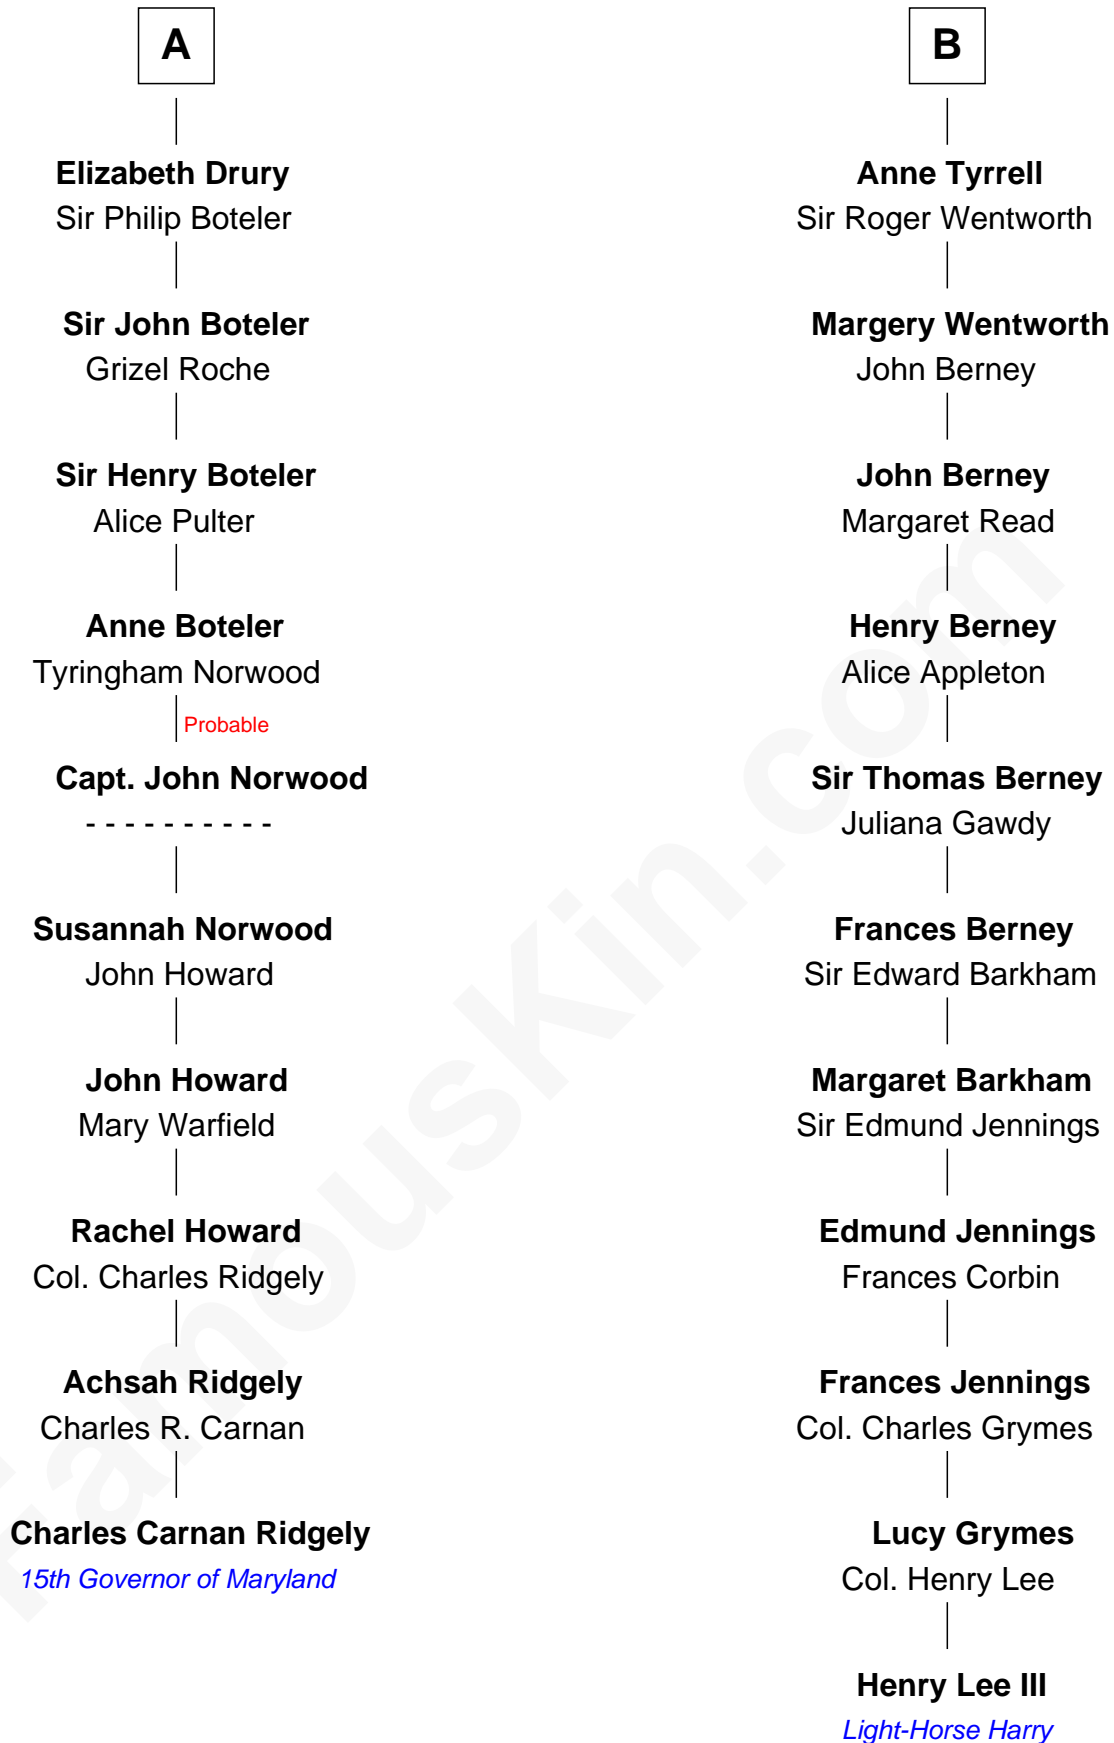 A
Elizabeth Drury
Sir Philip Boteler
Sir John Boteler
Grizel Roche
Sir Henry Boteler
Alice Pulter
Anne Boteler
Tyringham Norwood
Probable
Capt. John Norwood
- - - - - - - - - -
Susannah Norwood
John Howard
John Howard
Mary Warfield
Rachel Howard
Col. Charles Ridgely
Achsah Ridgely
Charles R. Carnan
Charles Carnan Ridgely
15th Governor of Maryland
B
Anne Tyrrell
Sir Roger Wentworth
Margery Wentworth
John Berney
John Berney
Margaret Read
Henry Berney
Alice Appleton
Sir Thomas Berney
Juliana Gawdy
Frances Berney
Sir Edward Barkham
Margaret Barkham
Sir Edmund Jennings
Edmund Jennings
Frances Corbin
Frances Jennings
Col. Charles Grymes
Lucy Grymes
Col. Henry Lee
Henry Lee III
Light-Horse Harry
FamousKin.com